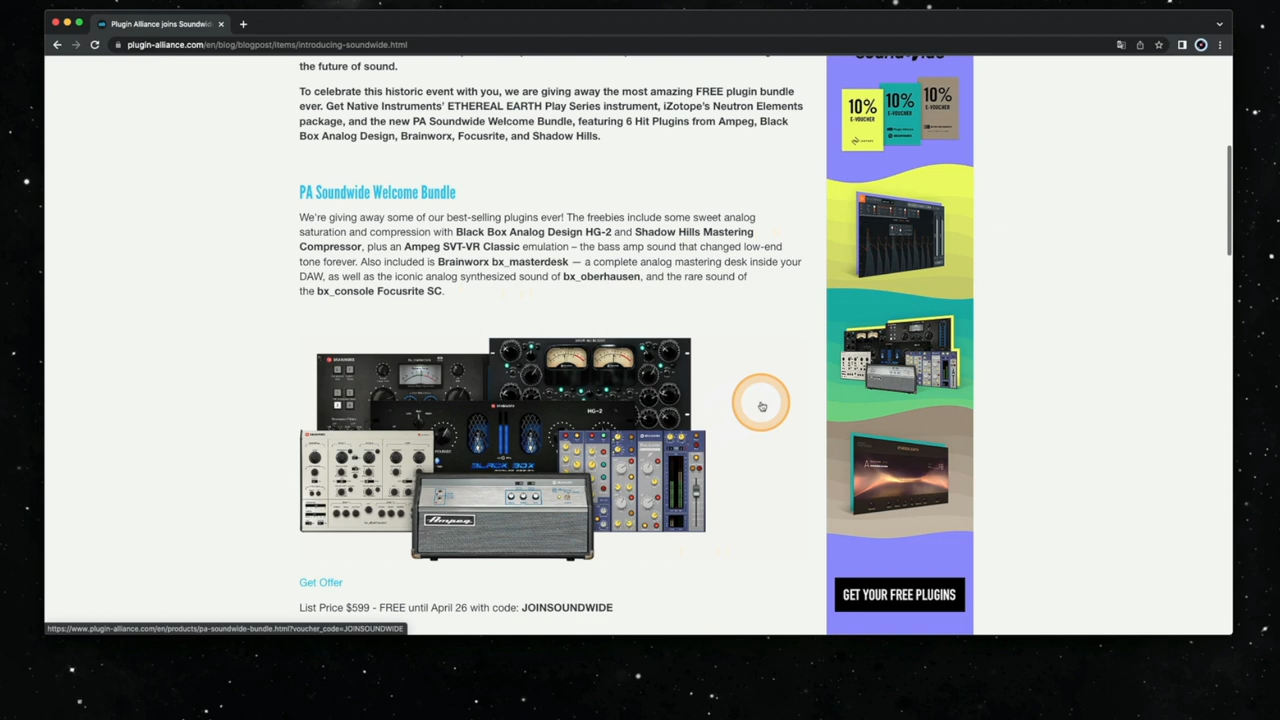 Plugin Alliance joins Soundwid
plugin-alliance.com/en/blog/blogpost/items/introducing-soundwide.html
the future of sound.
To celebrate this historic event with you, we are giving away the most amazing FREE plugin bundle
ever. Get Native Instruments' ETHEREAL EARTH Play Series instrument, iZotope's Neutron Elements
package, and the new PA Soundwide Welcome Bundle, featuring 6 Hit Plugins from Ampeg, Black
Box Analog Design, Brainworx, Focusrite, and Shadow Hills.
PA Soundwide Welcome Bundle
We're giving away some of our best-selling plugins ever! The freebies include some sweet analog
saturation and compression with Black Box Analog Design HG-2 and Shadow Hills Mastering
Compressor, plus an Ampeg SVT-VR Classic emulation – the bass amp sound that changed low-end
tone forever. Also included is Brainworx bx_masterdesk — a complete analog mastering desk inside your
DAW, as well as the iconic analog synthesized sound of bx_oberhausen, and the rare sound of
the bx_console Focusrite SC.
HG-2
BLACK BOX
Ampeg
Get Offer
List Price $599 - FREE until April 26 with code: JOINSOUNDWIDE
10%
E-VOUCHER
10%
E-VOUCHER
10%
E-VOUCHER
GET YOUR FREE PLUGINS
https://www.plugin-alliance.com/en/products/pa-soundwide-bundle.html?voucher_code=JOINSOUNDWIDE